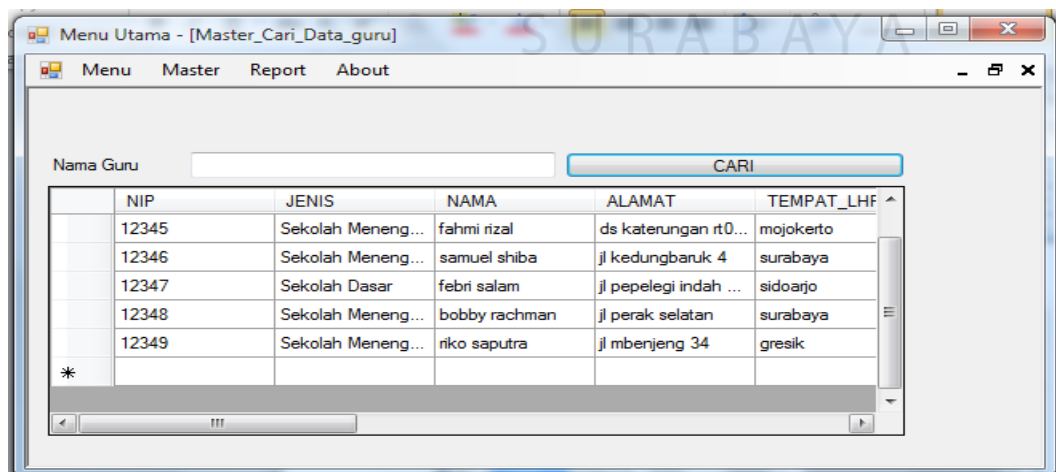 SURABAYA
Menu Utama - [Master_Cari_Data_guru]
Menu Master Report About
Nama Guru CARI
NIP JENIS NAMA ALAMAT TEMPAT_LHF
12345 Sekolah Meneng... fahmi rizal ds katerungan rt0... mojokerto
12346 Sekolah Meneng... samuel shiba jl kedungbaruk 4 surabaya
12347 Sekolah Dasar febri salam jl pepelegi indah ... sidoarjo
12348 Sekolah Meneng... bobby rachman jl perak selatan surabaya
12349 Sekolah Meneng... riko saputra jl mbenjeng 34 gresik